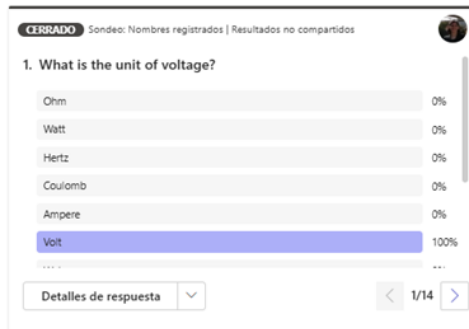 CERRADO Sondeo: Nombres registrados | Resultados no compartidos
1. What is the unit of voltage?
Ohm 0%
Watt 0%
Hertz 0%
Coulomb 0%
Ampere 0%
Volt 100%
Detalles de respuesta
1/14